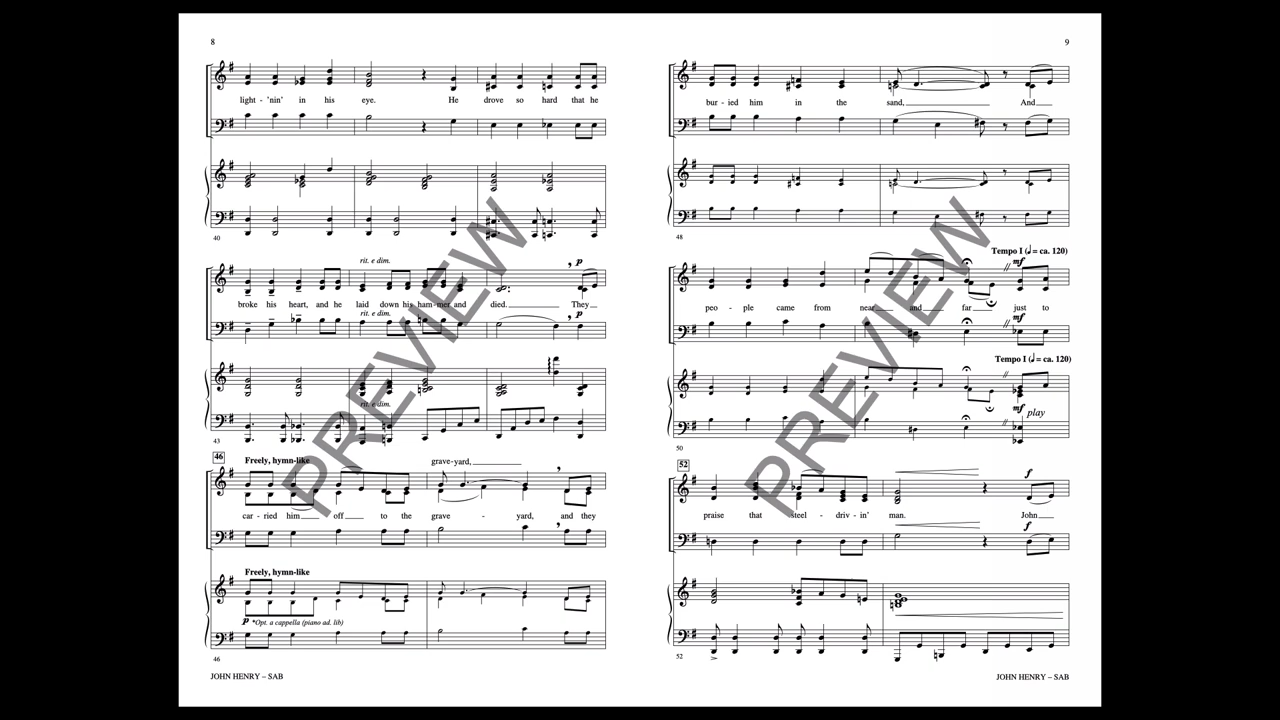 8
light - 'nin' in his eye. He drove so hard that he
40
rit. e dim.
p
broke his heart, and he laid down his ham-mer and died. They
rit. e dim.
p
rit. e dim.
43
46
Freely, hymn-like
grave-yard,
car - ried him off to the grave - yard, and they
Freely, hymn-like
p *Opt. a cappella (piano ad. lib)
46
JOHN HENRY – SAB
9
bur - ied him in the sand, And
48
Tempo I (♩ = ca. 120)
mf
peo - ple came from near and far just to
mf
Tempo I (♩ = ca. 120)
mf play
50
52
f
praise that steel - driv - in' man. John
f
52
JOHN HENRY – SAB
PREVIEW
PREVIEW